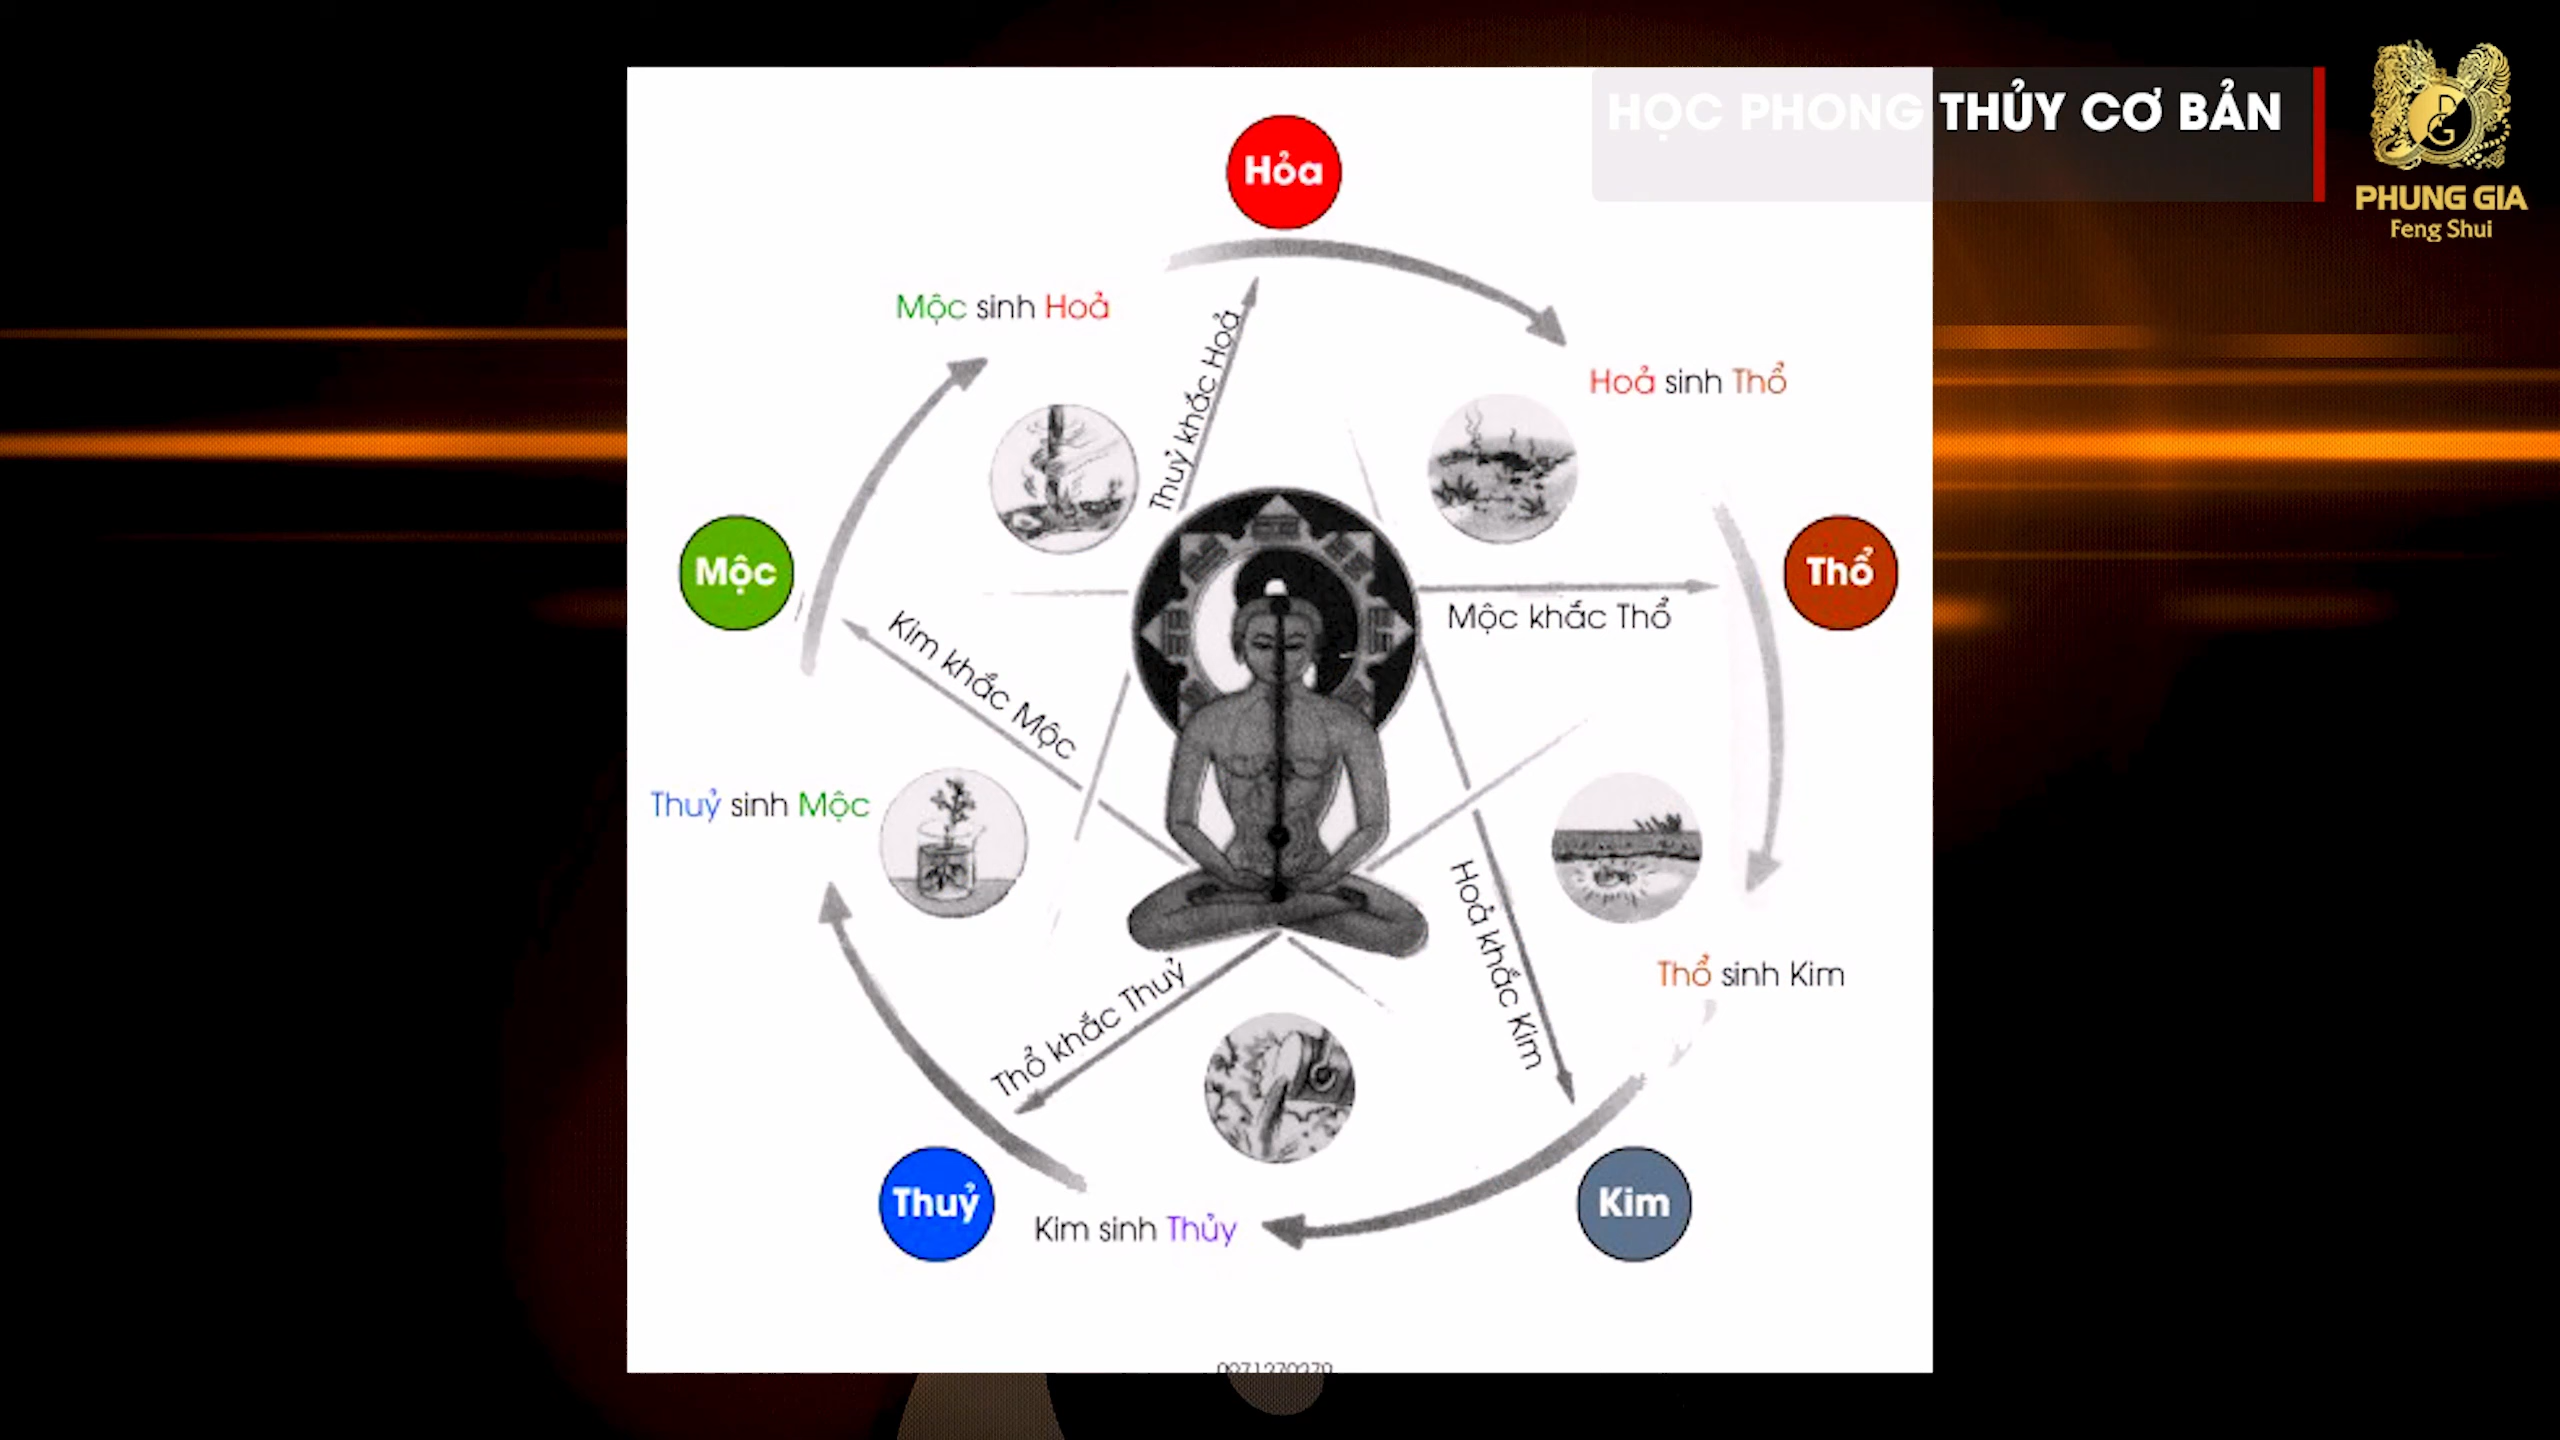 HỌC PHONG THỦY CƠ BẢN
PHUNG GIA
Feng Shui
Hỏa
Mộc sinh Hoả
Thuỷ khắc Hoả
Hoả sinh Thổ
Mộc
Thổ
Kim khắc Mộc
Mộc khắc Thổ
Thuỷ sinh Mộc
Hoả khắc Kim
Thổ khắc Thuỷ
Thổ sinh Kim
Thuỷ
Kim sinh Thủy
Kim